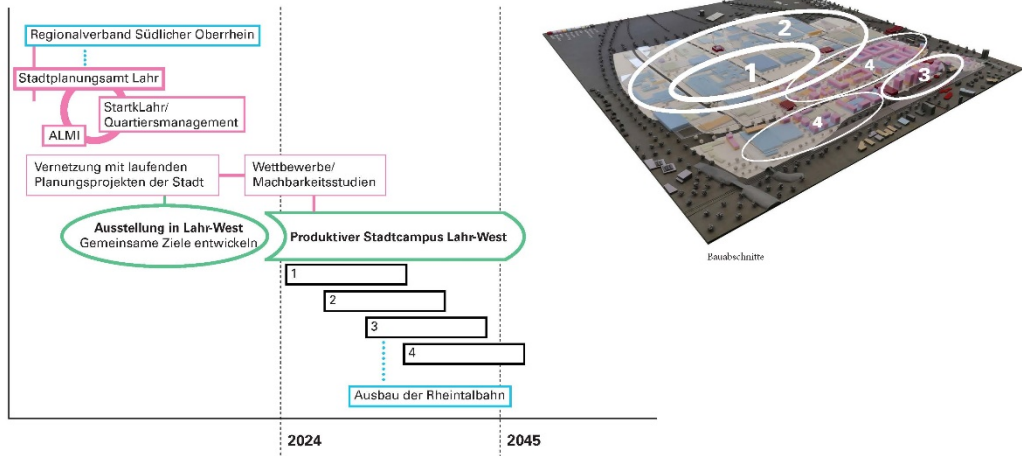 Regionalverband Südlicher Oberrhein
Stadtplanungsamt Lahr
StartkLahr/
Quartiersmanagement
ALMI
Vernetzung mit laufenden
Planungsprojekten der Stadt
Wettbewerbe/
Machbarkeitsstudien
Ausstellung in Lahr-West
Gemeinsame Ziele entwickeln
Produktiver Stadtcampus Lahr-West
1
2
3
4
Ausbau der Rheintalbahn
2024
2045
2
1
4
3
4
Bauabschnitte